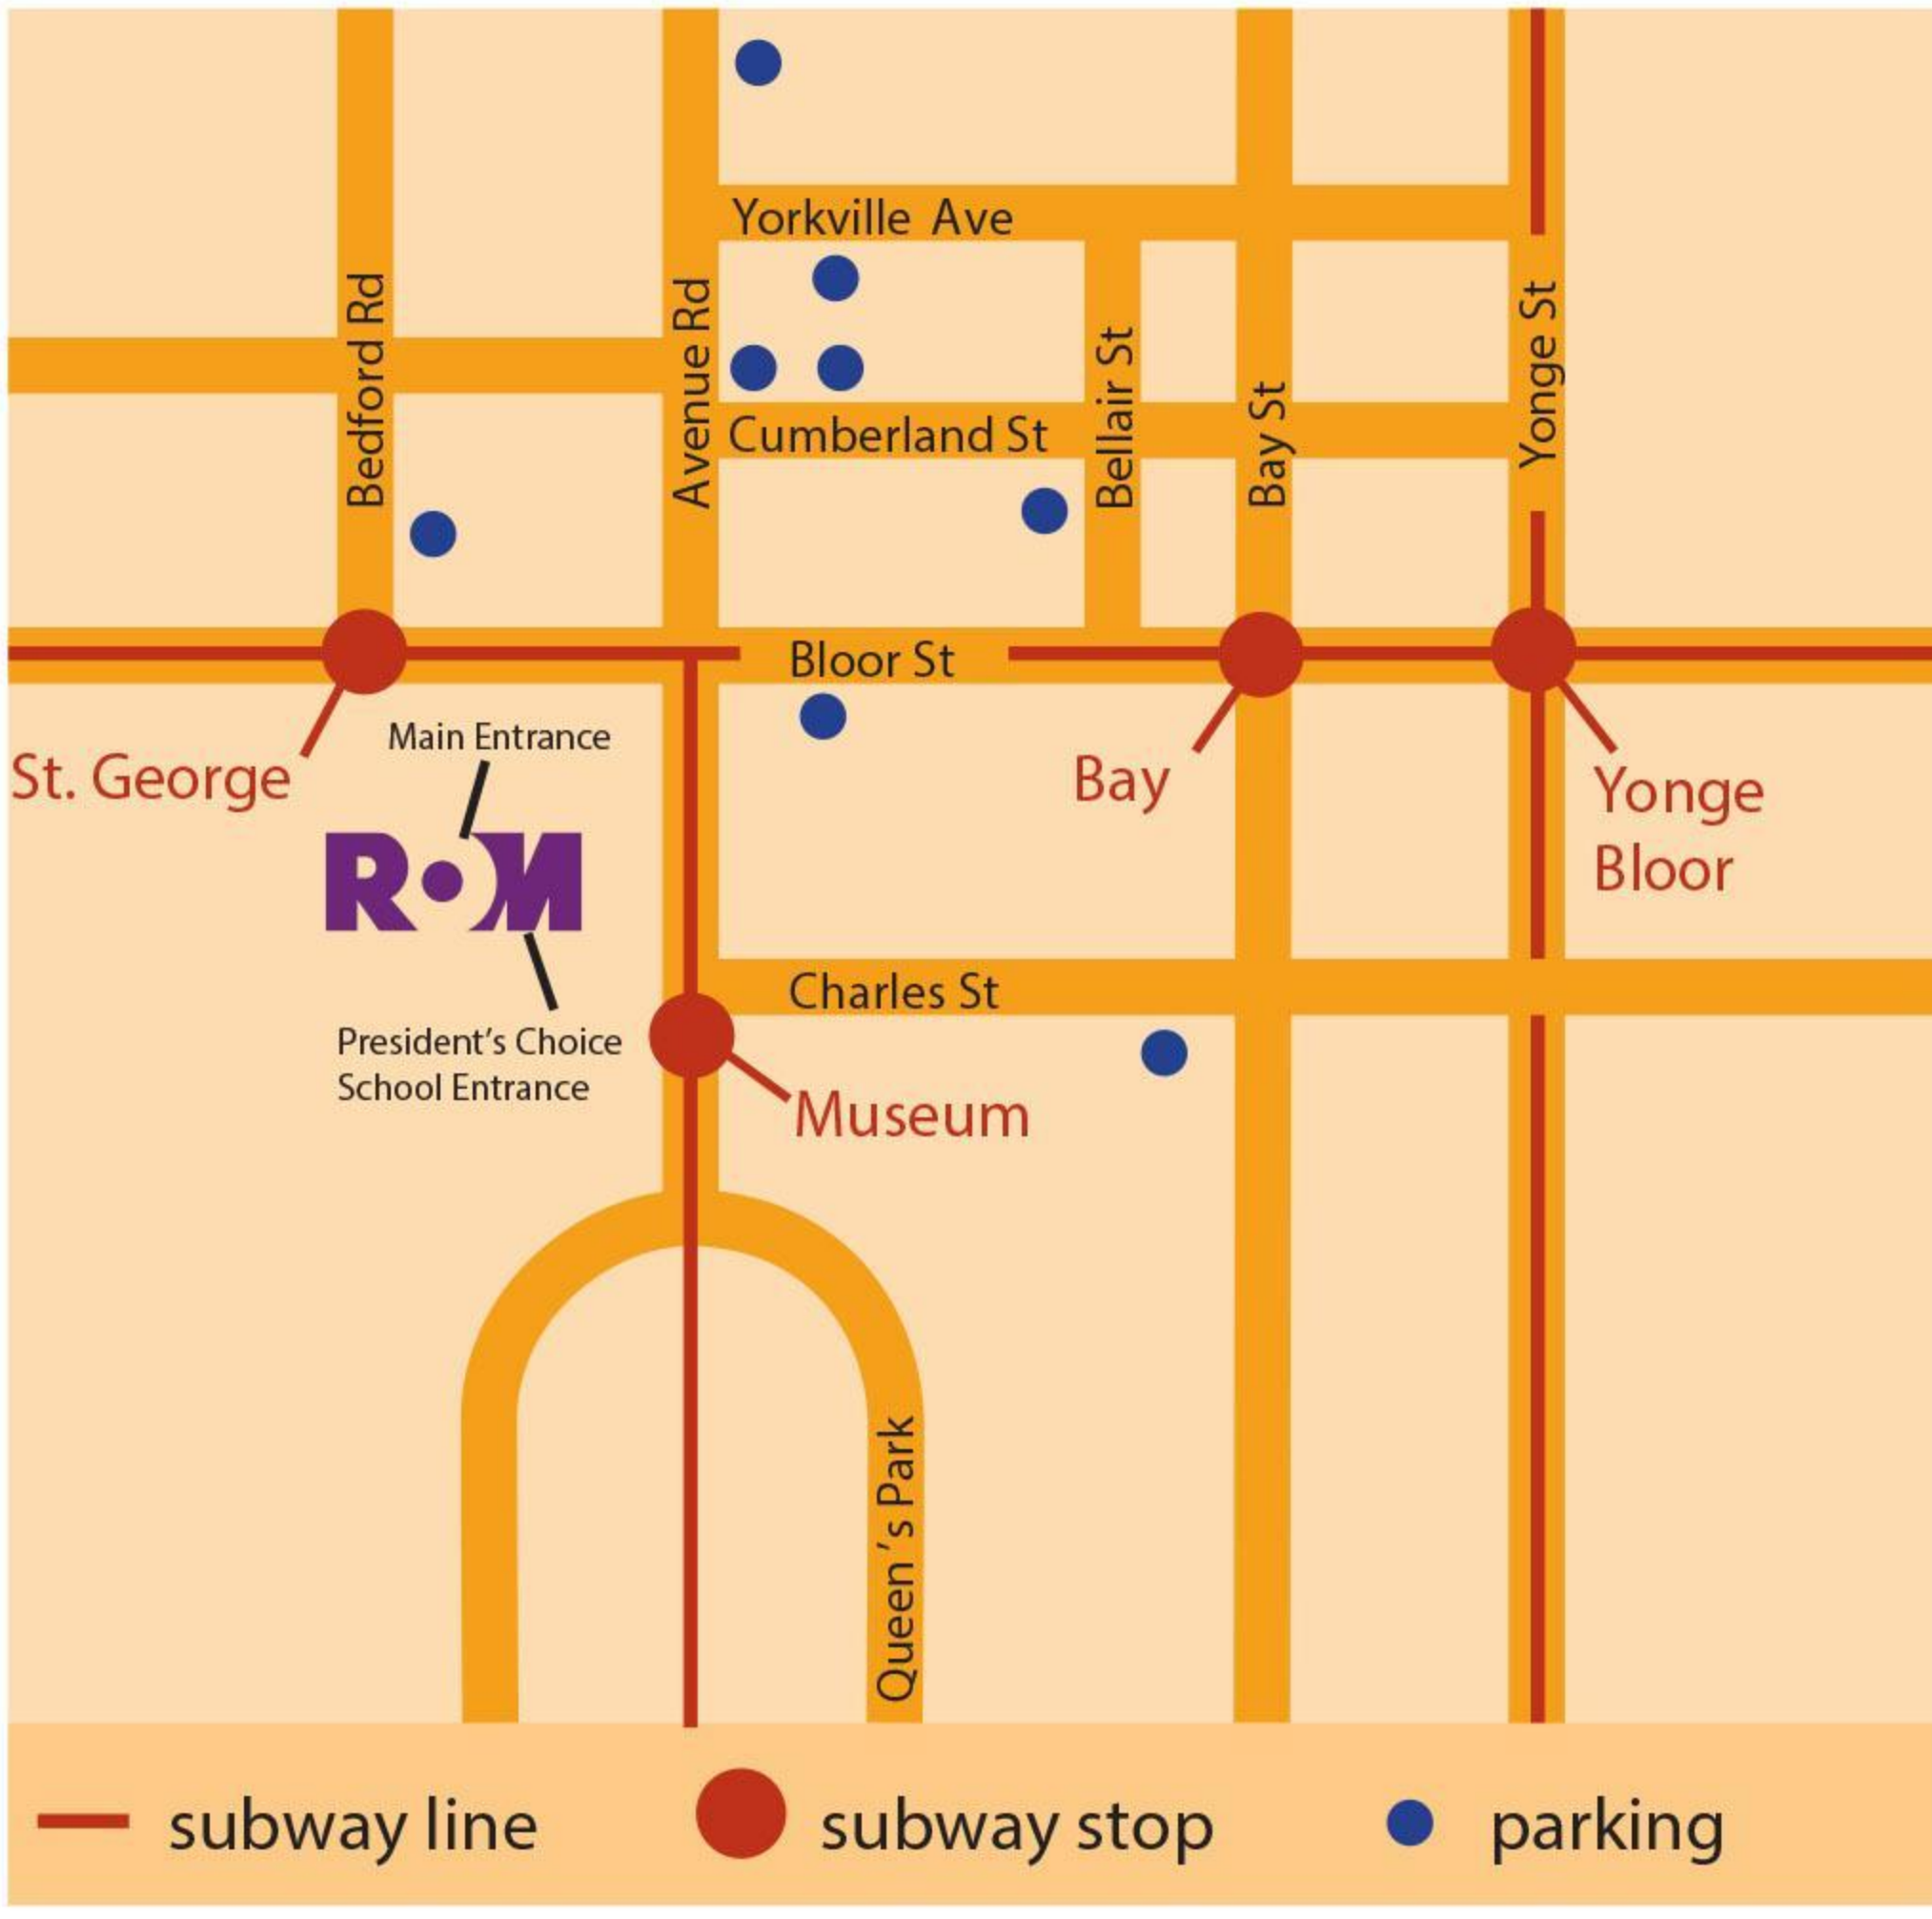 Yorkville Ave
Bedford Rd
Avenue Rd
Cumberland St
Bellair St
Bay St
Yonge St
Bloor St
St. George
Main Entrance
ROM
President's Choice
School Entrance
Bay
Yonge
Bloor
Charles St
Museum
Queen's Park
subway line
subway stop
parking